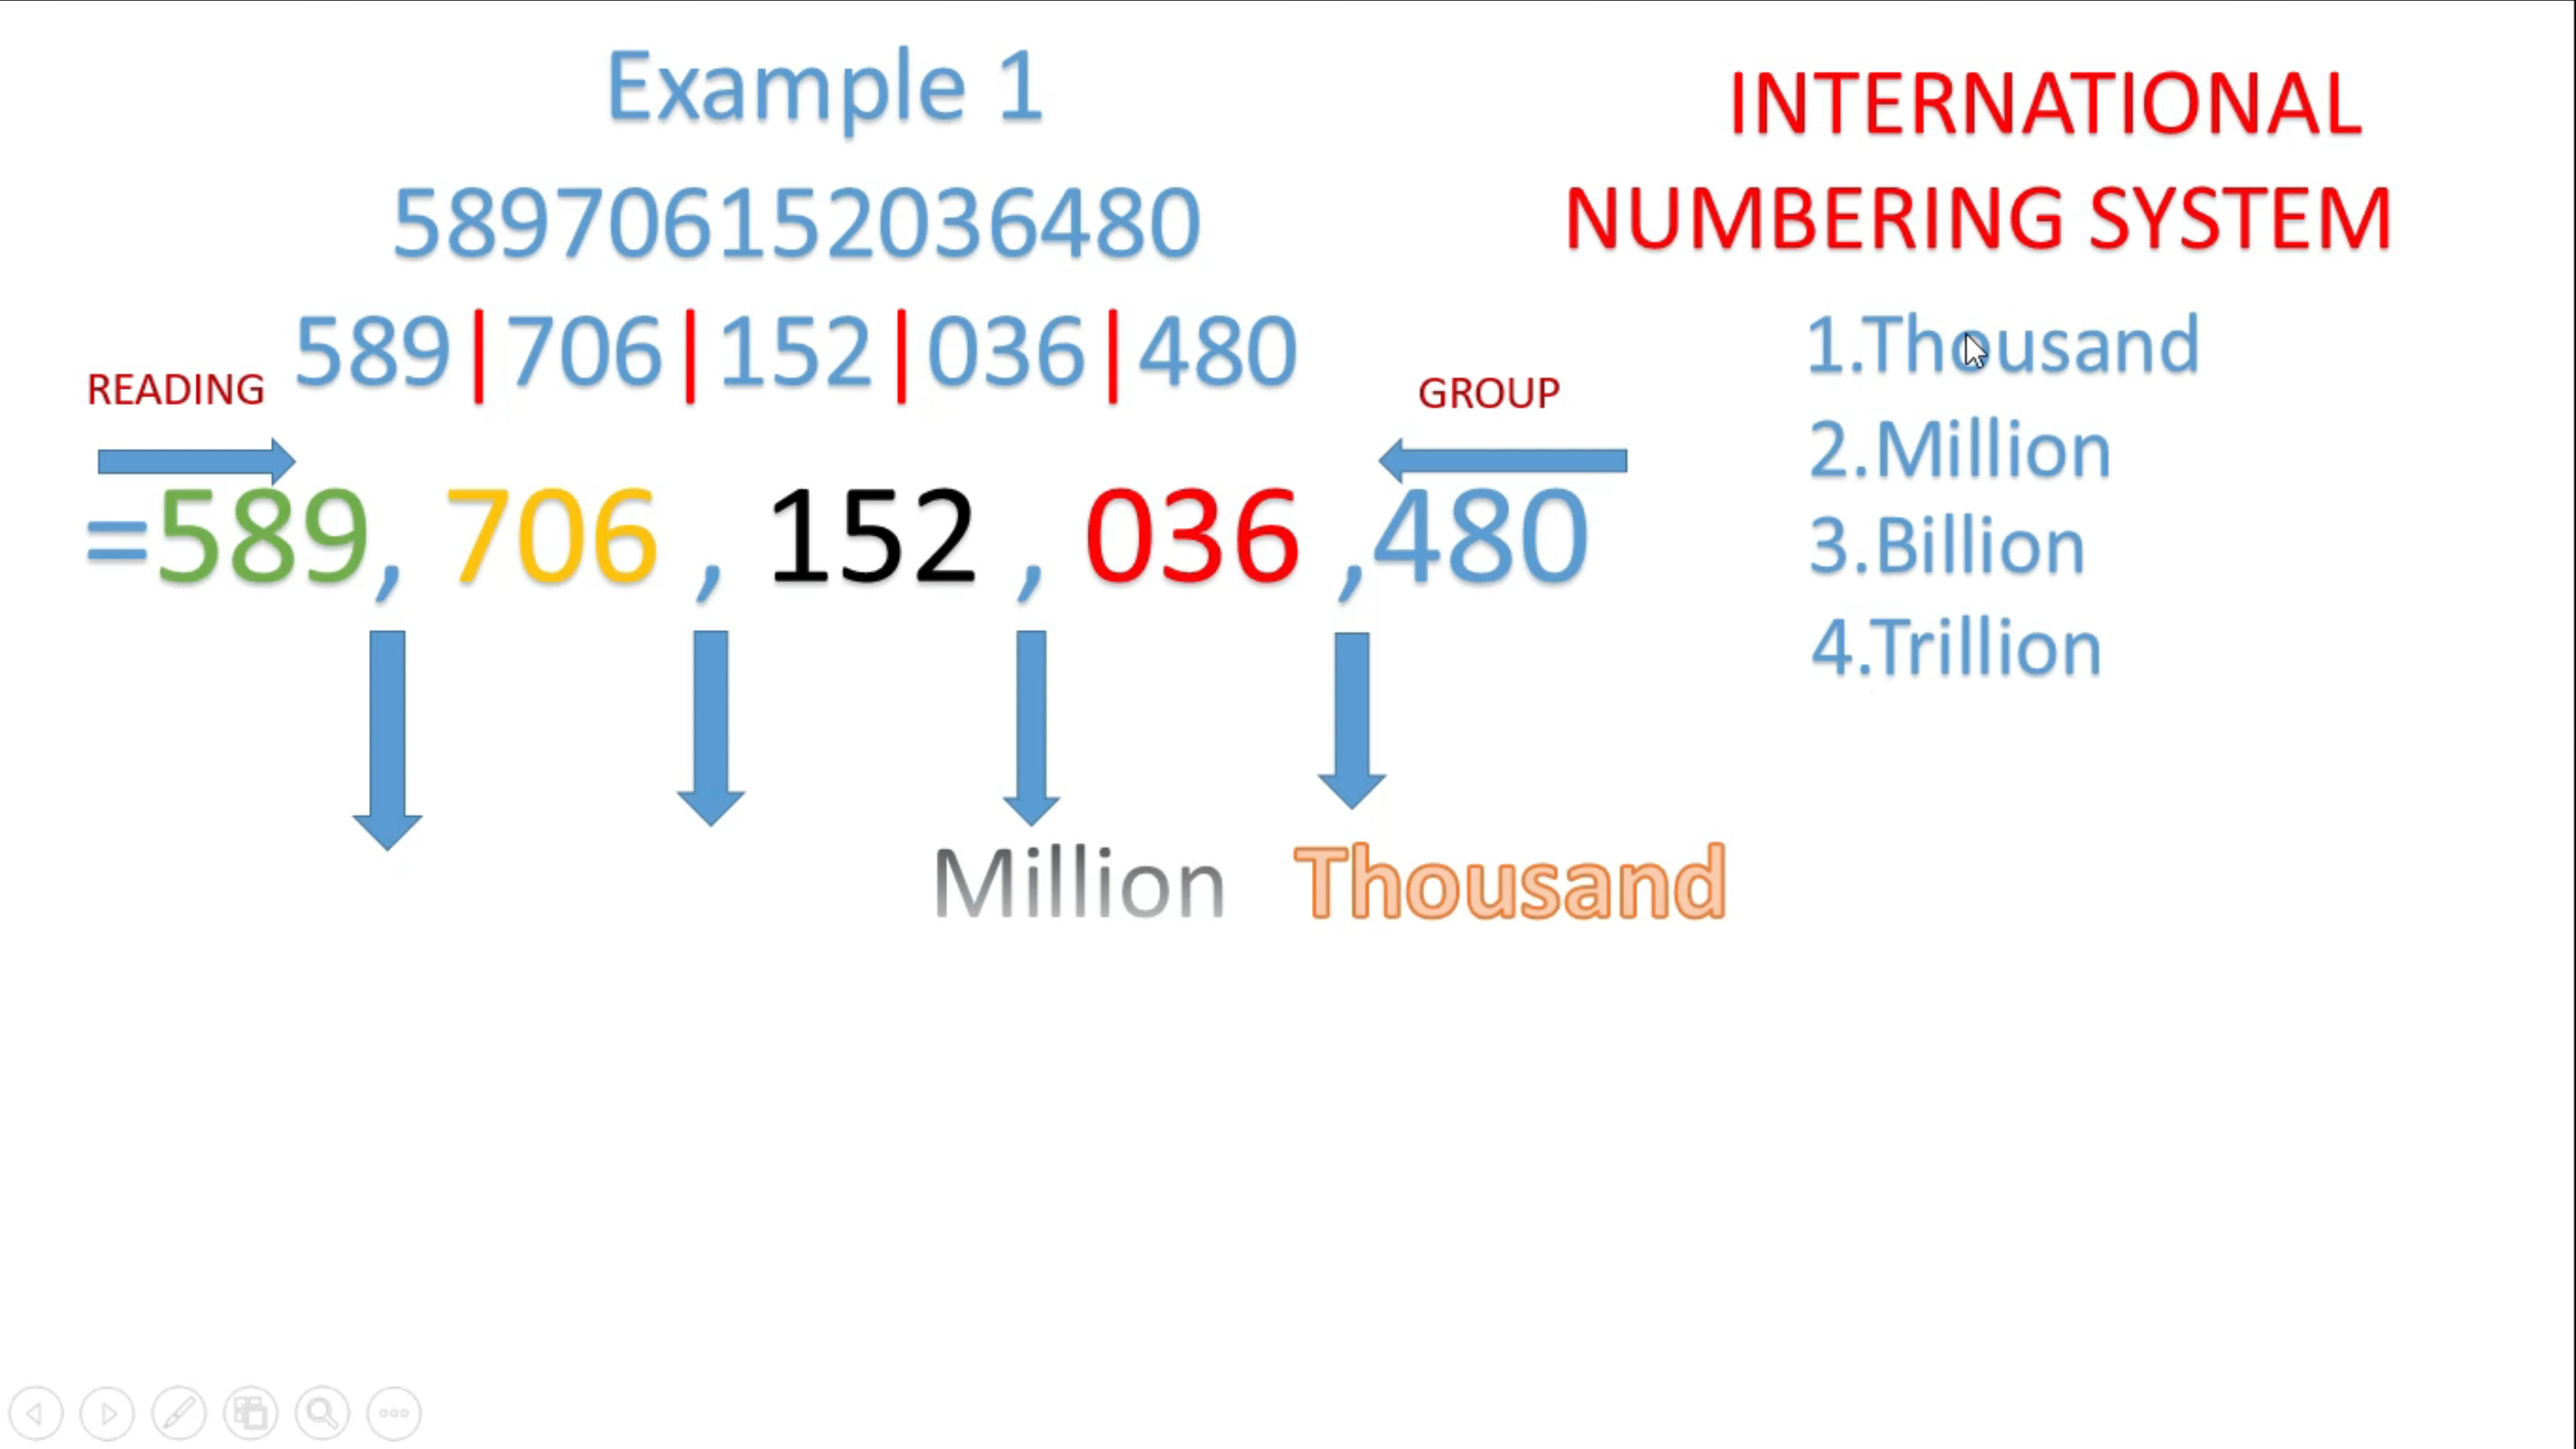 Example 1
INTERNATIONAL
NUMBERING SYSTEM
589706152036480
589|706|152|036|480
READING
GROUP
=589, 706 , 152 , 036 ,480
1.Thousand
2.Million
3.Billion
4.Trillion
Million Thousand